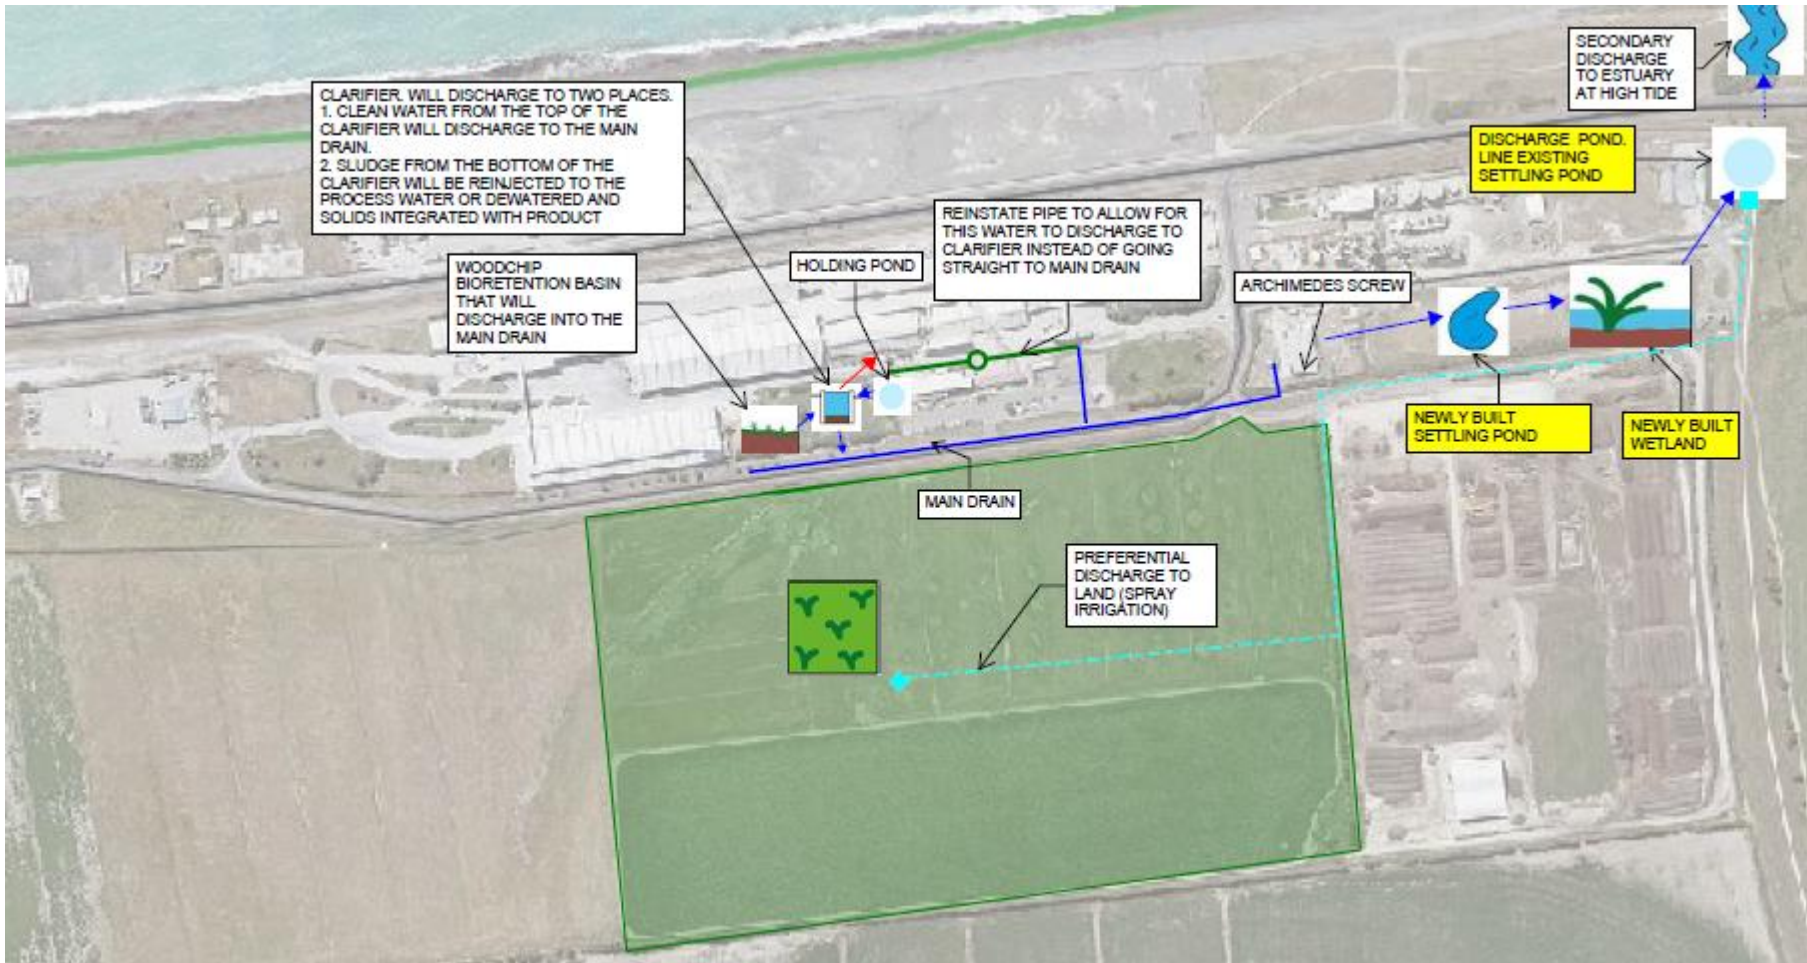 SECONDARY
DISCHARGE
TO ESTUARY
AT HIGH TIDE
CLARIFIER. WILL DISCHARGE TO TWO PLACES.
1. CLEAN WATER FROM THE TOP OF THE
CLARIFIER WILL DISCHARGE TO THE MAIN
DRAIN.
2. SLUDGE FROM THE BOTTOM OF THE
CLARIFIER WILL BE REINJECTED TO THE
PROCESS WATER OR DEWATERED AND
SOLIDS INTEGRATED WITH PRODUCT
DISCHARGE POND.
LINE EXISTING
SETTLING POND
REINSTATE PIPE TO ALLOW FOR
THIS WATER TO DISCHARGE TO
CLARIFIER INSTEAD OF GOING
STRAIGHT TO MAIN DRAIN
WOODCHIP
BIORETENTION BASIN
THAT WILL
DISCHARGE INTO THE
MAIN DRAIN
HOLDING POND
ARCHIMEDES SCREW
NEWLY BUILT
SETTLING POND
NEWLY BUILT
WETLAND
MAIN DRAIN
PREFERENTIAL
DISCHARGE TO
LAND (SPRAY
IRRIGATION)